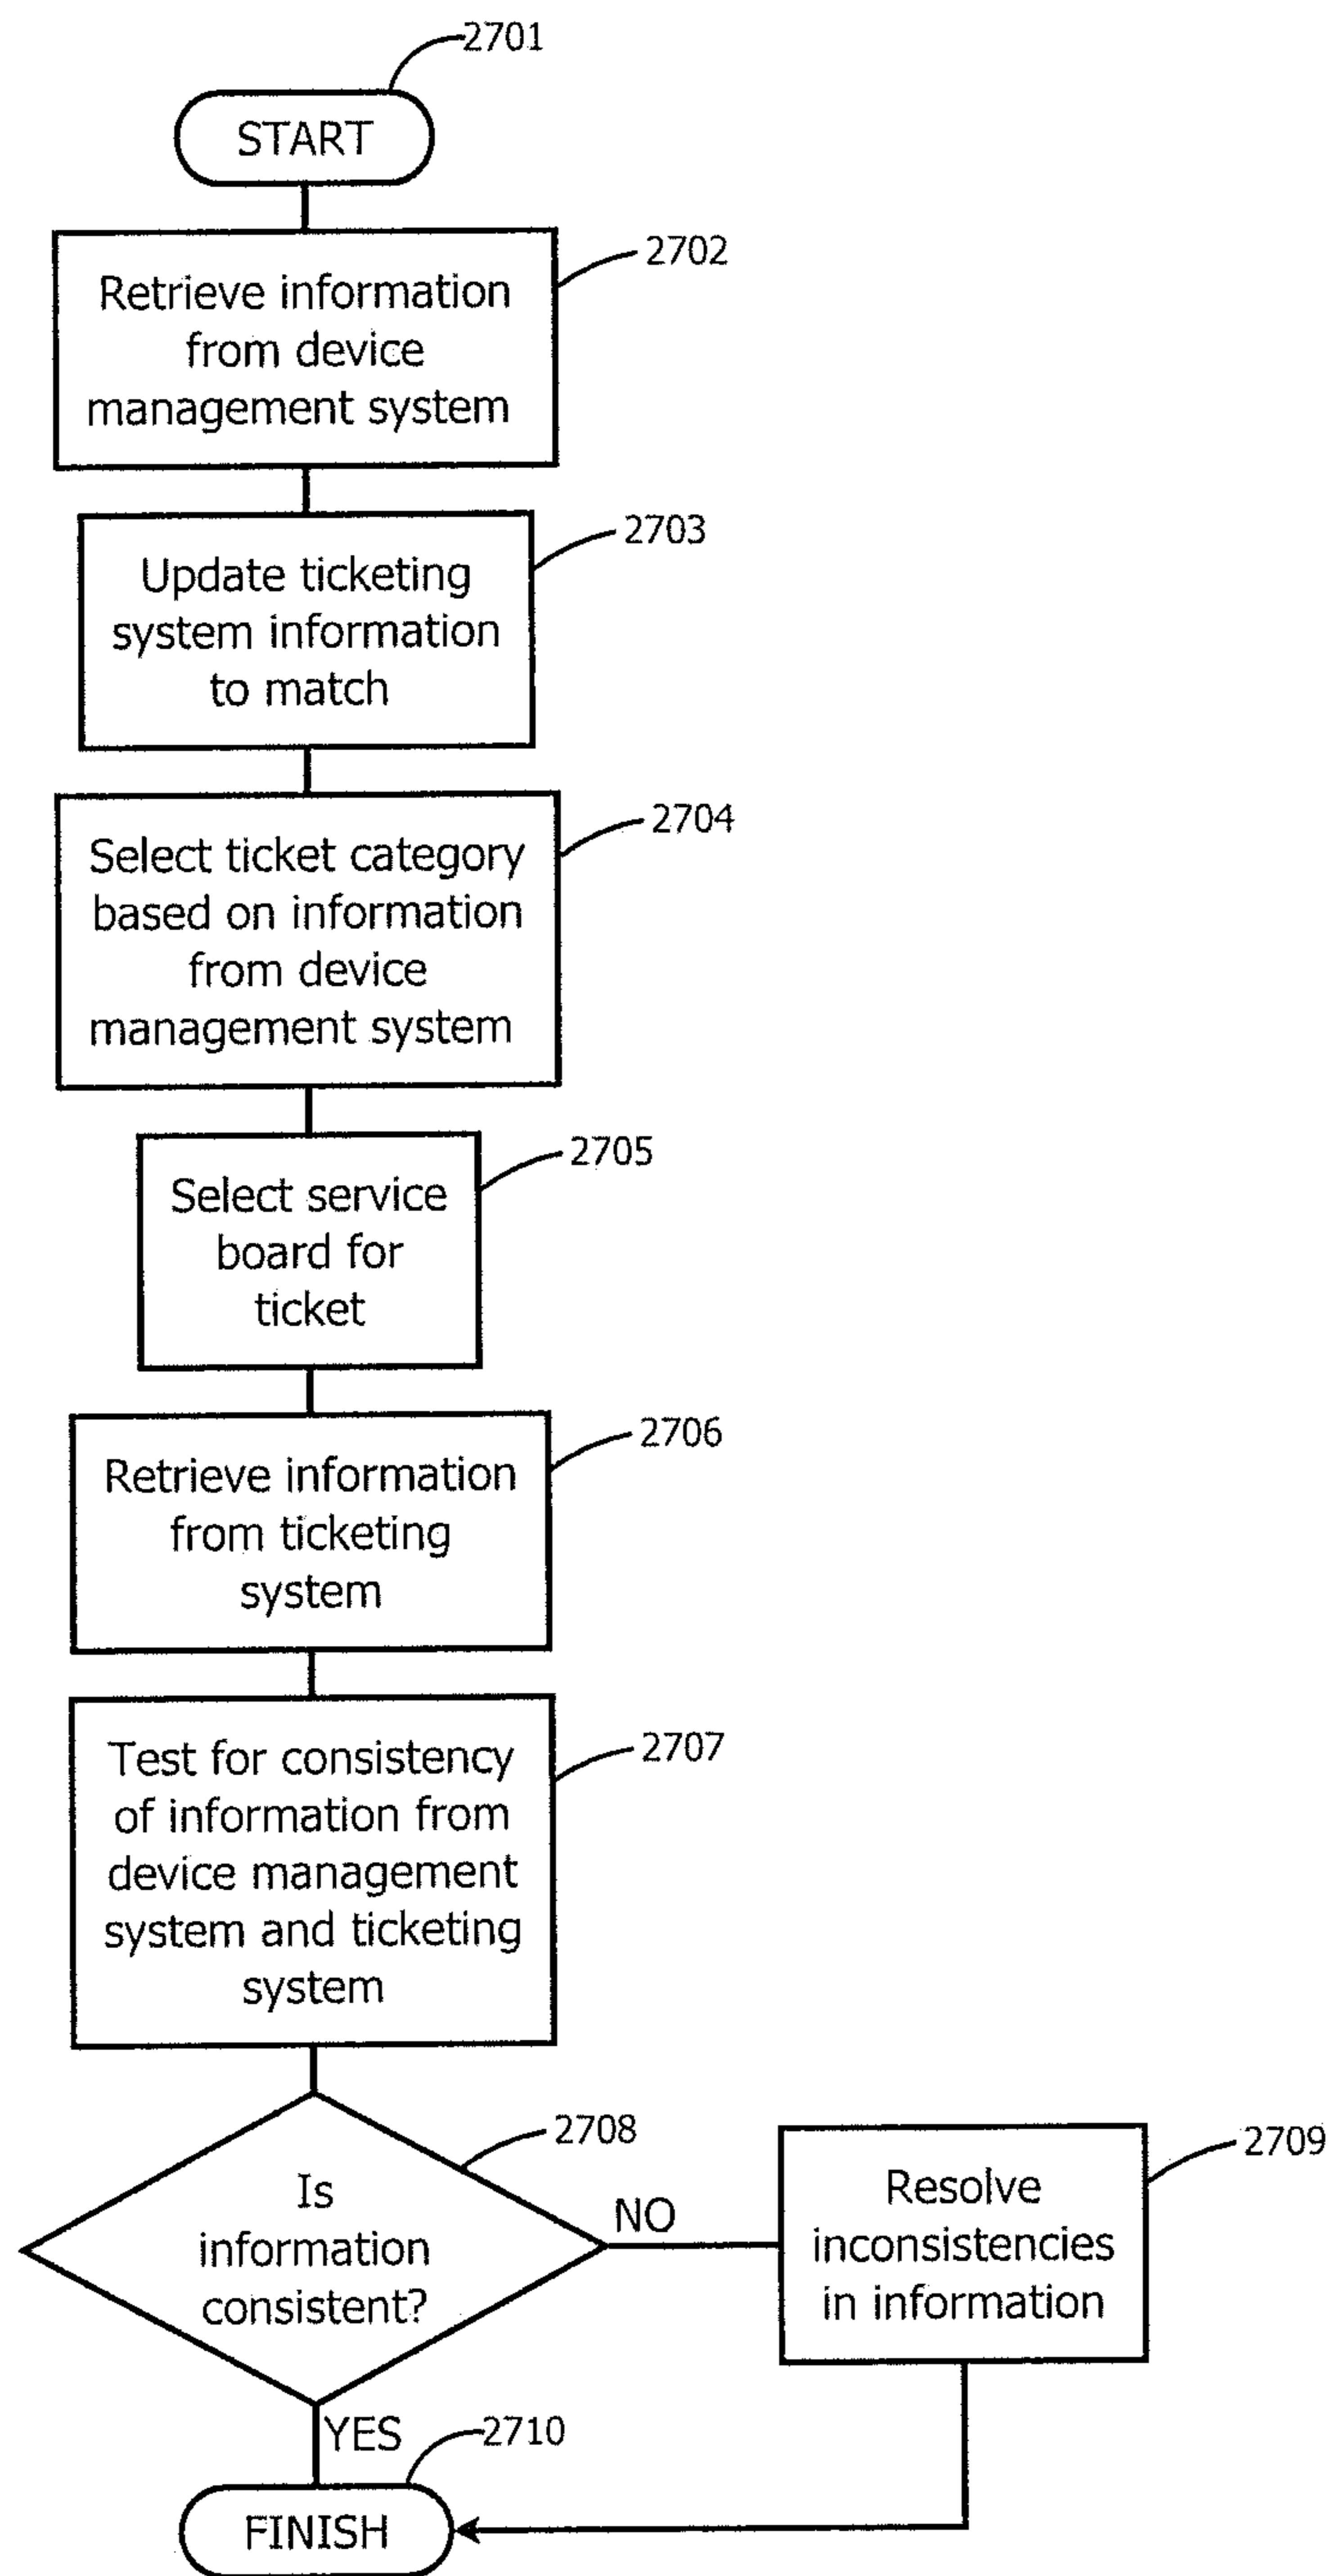 2701
START
2702
Retrieve information
from device
management system
2703
Update ticketing
system information
to match
2704
Select ticket category
based on information
from device
management system
2705
Select service
board for
ticket
2706
Retrieve information
from ticketing
system
2707
Test for consistency
of information from
device management
system and ticketing
system
2708
Is
information
consistent?
NO
2709
Resolve
inconsistencies
in information
YES
2710
FINISH